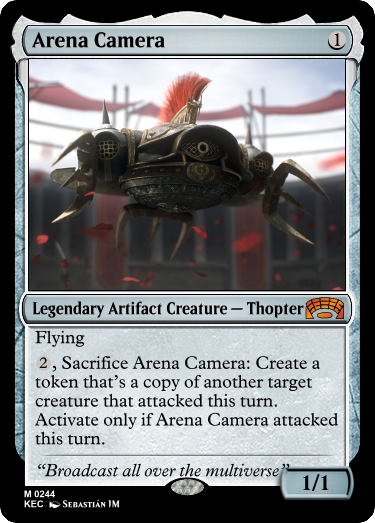 Arena Camera 1
Legendary Artifact Creature — Thopter
Flying
2, Sacrifice Arena Camera: Create a
token that's a copy of another target
creature that attacked this turn.
Activate only if Arena Camera attacked
this turn.
“Broadcast all over the multiverse”
1/1
M 0244
KEC Sebastián IM